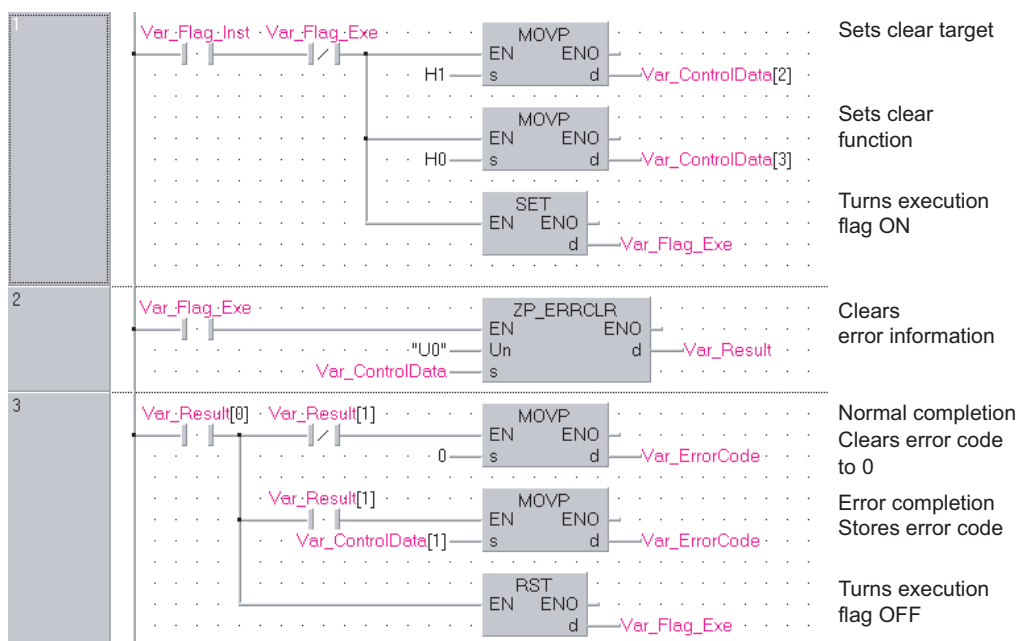 1
Var_Flag_Inst Var_Flag_Exe
MOVP
EN ENO
H1 s d Var_ControlData[2]
Sets clear target
MOVP
EN ENO
H0 s d Var_ControlData[3]
Sets clear
function
SET
EN ENO
d Var_Flag_Exe
Turns execution
flag ON
2
Var_Flag_Exe
ZP_ERRCLR
EN ENO
"U0" Un d Var_Result
Var_ControlData s
Clears
error information
3
Var_Result[0] Var_Result[1]
MOVP
EN ENO
0 s d Var_ErrorCode
Normal completion
Clears error code
to 0
Var_Result[1]
MOVP
EN ENO
Var_ControlData[1] s d Var_ErrorCode
Error completion
Stores error code
RST
EN ENO
d Var_Flag_Exe
Turns execution
flag OFF